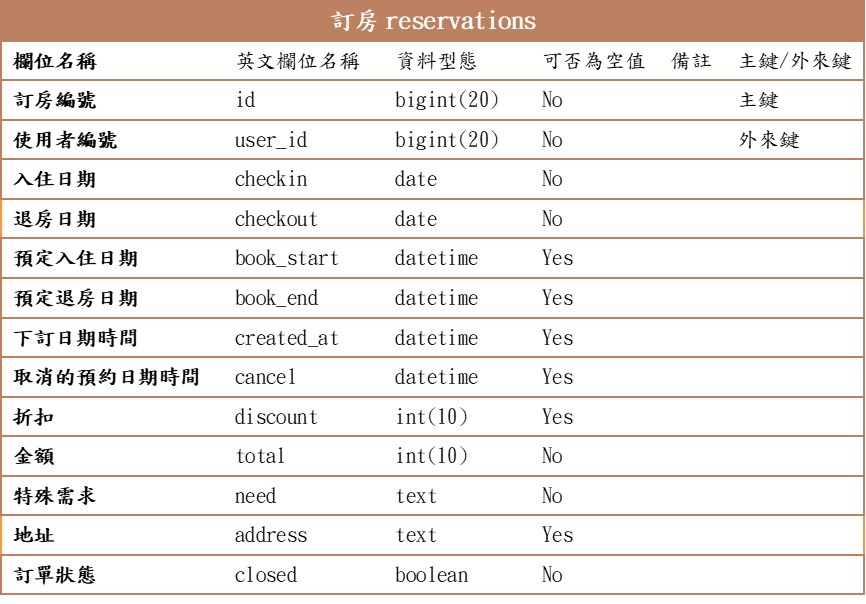 訂房 reservations
欄位名稱 英文欄位名稱 資料型態 可否為空值 備註 主鍵/外來鍵
訂房編號 id bigint(20) No 主鍵
使用者編號 user_id bigint(20) No 外來鍵
入住日期 checkin date No
退房日期 checkout date No
預定入住日期 book_start datetime Yes
預定退房日期 book_end datetime Yes
下訂日期時間 created_at datetime Yes
取消的預約日期時間 cancel datetime Yes
折扣 discount int(10) Yes
金額 total int(10) No
特殊需求 need text No
地址 address text Yes
訂單狀態 closed boolean No